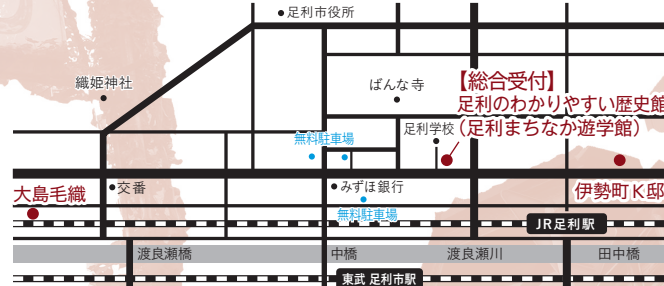 足利市役所
織姫神社
ばんな寺
【総合受付】
足利のわかりやすい歴史館
(足利まちなか遊学館)
足利学校
無料駐車場
大島毛織
交番
みずほ銀行
無料駐車場
伊勢町K邸
JR足利駅
渡良瀬橋
中橋
渡良瀬川
田中橋
東武 足利市駅